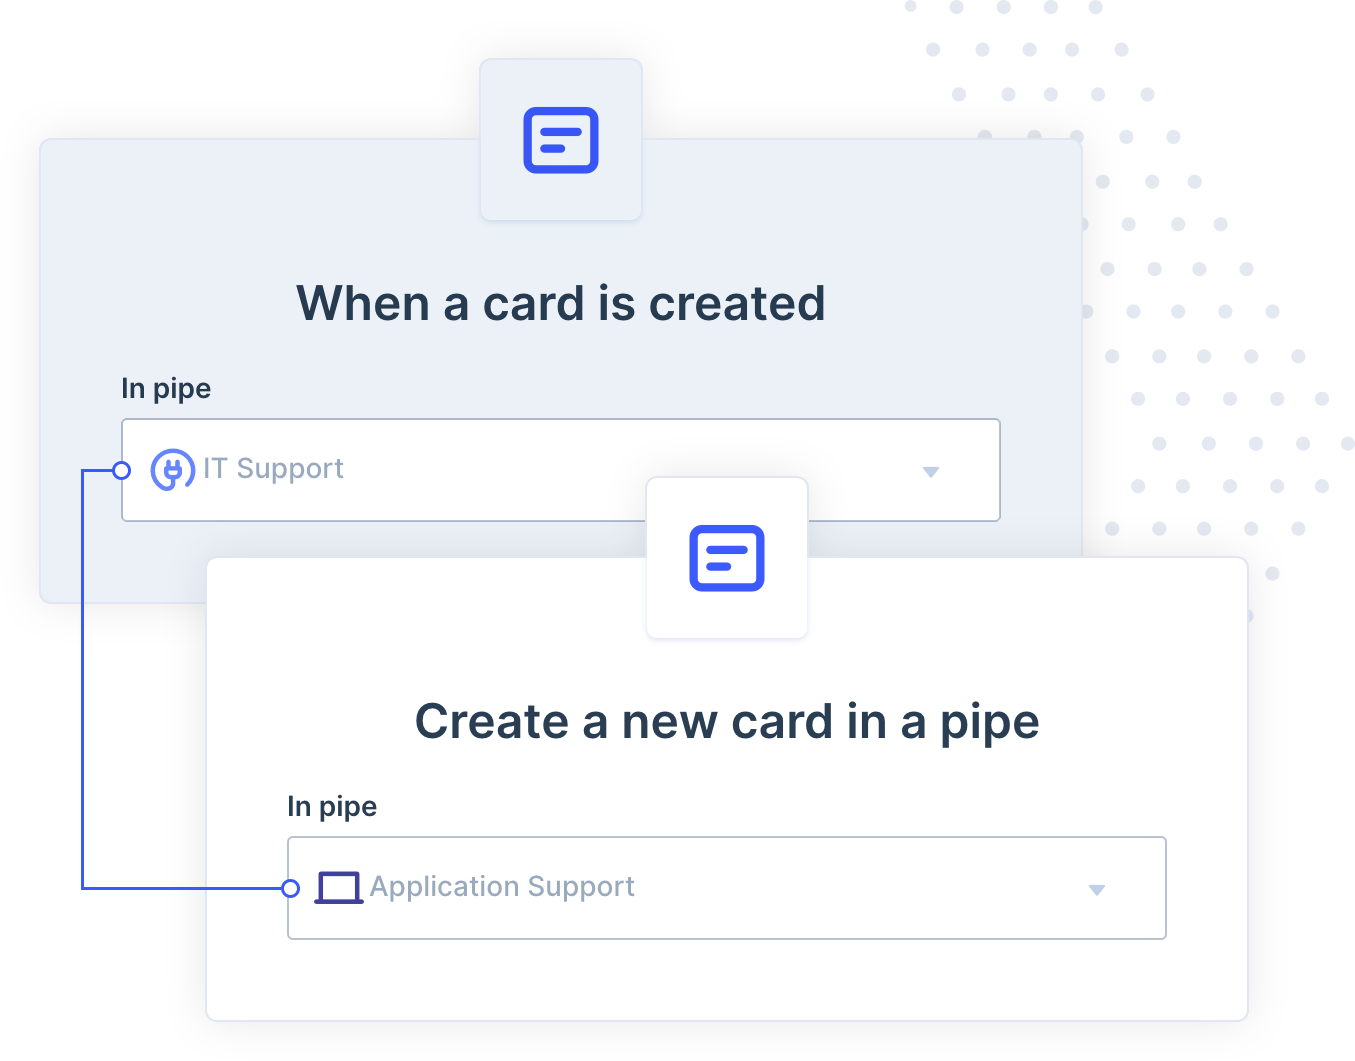 When a card is created
In pipe
IT Support
Create a new card in a pipe
In pipe
Application Support